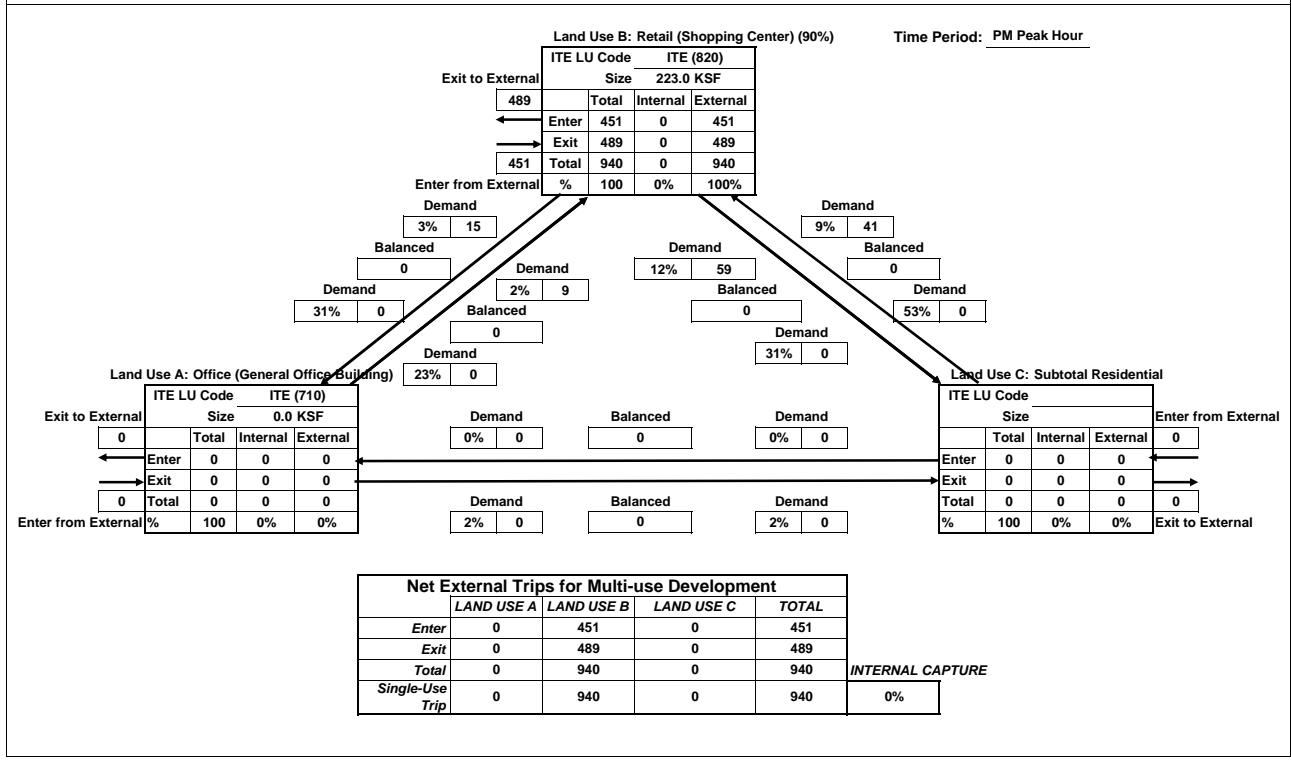 Land Use B: Retail (Shopping Center) (90%) Time Period: PM Peak Hour
ITE LU Code ITE (820)
Exit to External Size 223.0 KSF
489 Total Internal External
Enter 451 0 451
Exit 489 0 489
451 Total 940 0 940
Enter from External % 100 0% 100%
Demand Demand
3% 15 9% 41
Balanced Demand Balanced
0 Demand 12% 59 0
Demand 2% 9 Balanced Demand
31% 0 Balanced 0 53% 0
0 Demand
Demand 31% 0
Land Use A: Office (General Office Building) 23% 0 Land Use C: Subtotal Residential
ITE LU Code ITE (710) ITE LU Code
Exit to External Size 0.0 KSF Demand Balanced Demand Size Enter from External
0 Total Internal External 0% 0 0 0% 0 Total Internal External 0
Enter 0 0 0 Enter 0 0 0
Exit 0 0 0 Exit 0 0 0
0 Total 0 0 0 Demand Balanced Demand Total 0 0 0 0
Enter from External % 100 0% 0% 2% 0 0 2% 0 % 100 0% 0% Exit to External
Net External Trips for Multi-use Development
LAND USE A LAND USE B LAND USE C TOTAL
Enter 0 451 0 451
Exit 0 489 0 489
Total 0 940 0 940 INTERNAL CAPTURE
Single-Use Trip 0 940 0 940 0%